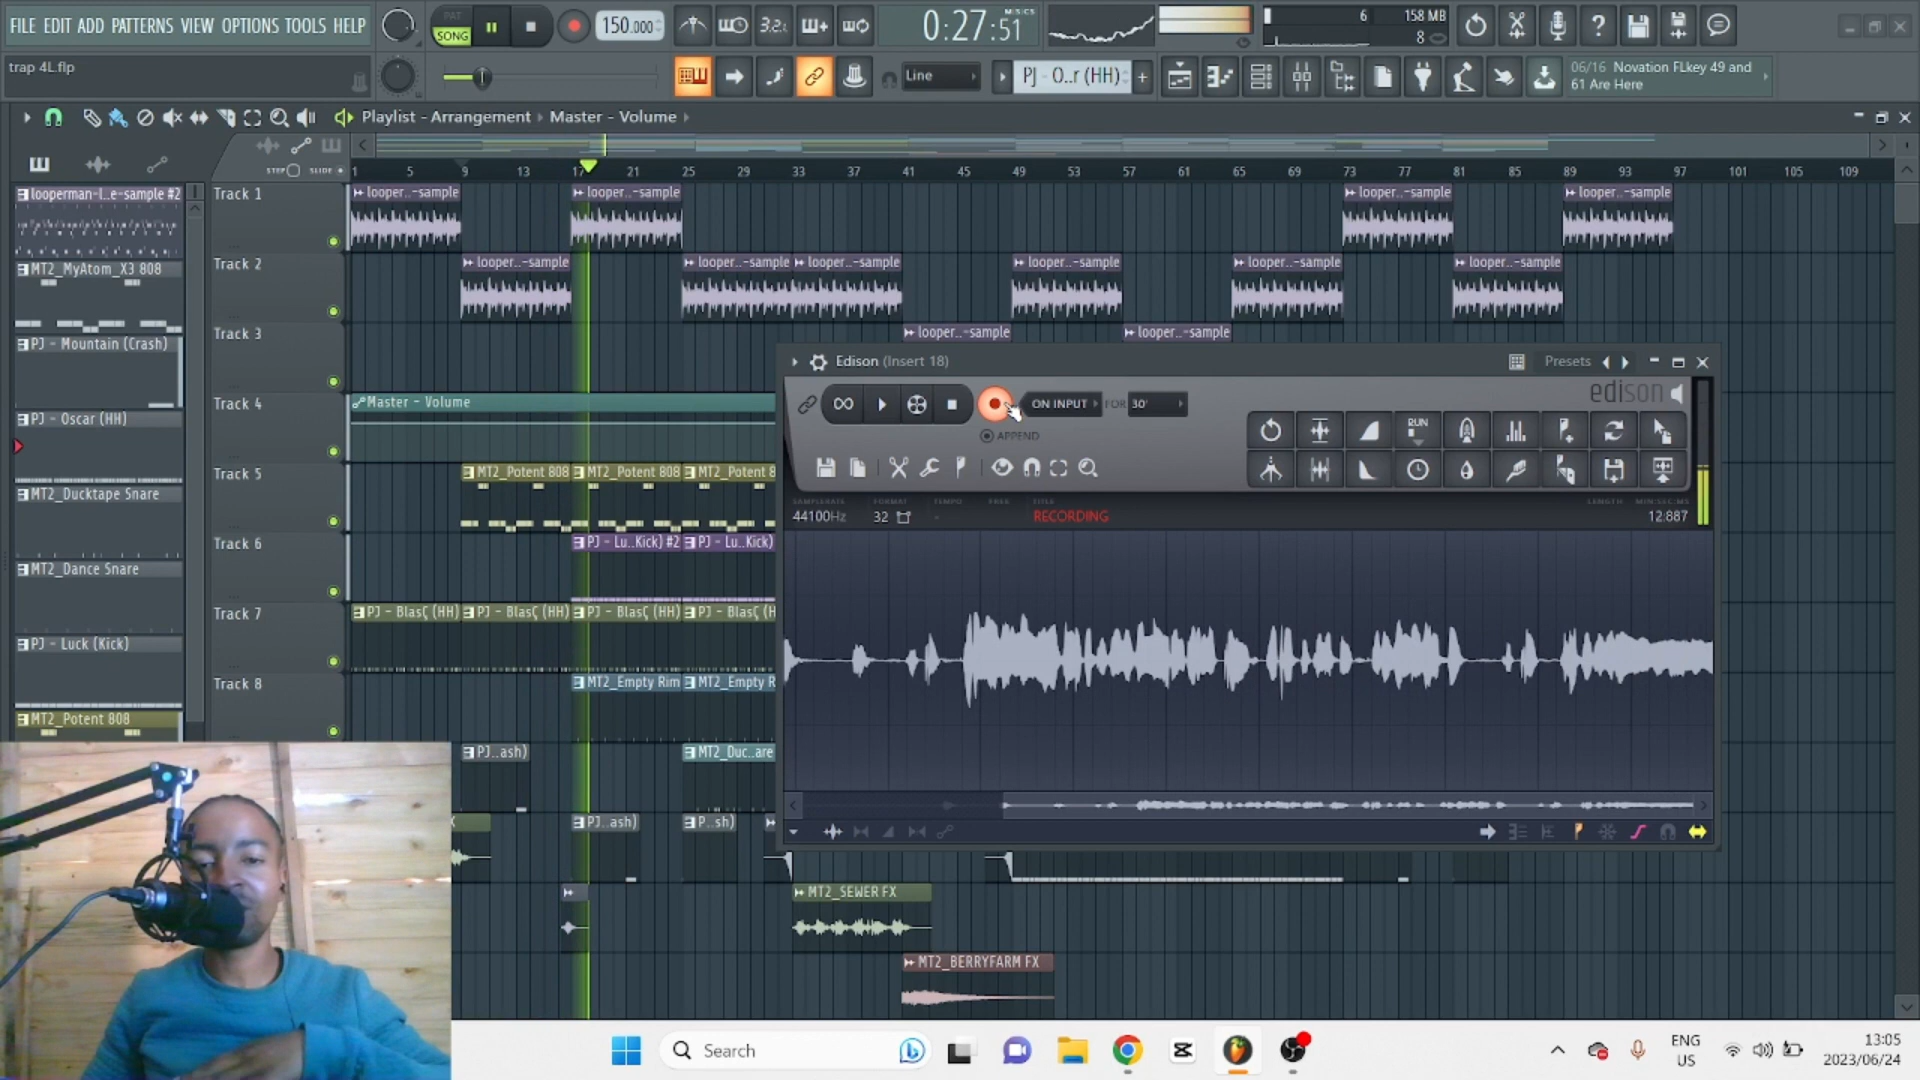 FILE EDIT ADD PATTERNS VIEW OPTIONS TOOLS HELP
PAT
SONG
150.000
3.2.
0:27:51
M:S:CS
6
158 MB
8
trap 4L.flp
Line
PJ - O..r (HH)
06/16 Novation FLkey 49 and
61 Are Here
Playlist - Arrangement Master - Volume
STEP SLIDE
1 5 9 13 17 21 25 29 33 37 41 45 49 53 57 61 65 69 73 77 81 85 89 93 97 101 105 109
looperman-l..e-sample #2
MT2_MyAtom_X3 808
PJ - Mountain (Crash)
PJ - Oscar (HH)
MT2_Ducktape Snare
MT2_Dance Snare
PJ - Luck (Kick)
MT2_Potent 808
Track 1
looper..-sample
looper..-sample
looper..-sample
looper..-sample
Track 2
looper..-sample
looper..-sample
looper..-sample
looper..-sample
looper..-sample
looper..-sample
Track 3
looper..-sample
looper..-sample
Track 4
Master - Volume
Track 5
MT2_Potent 808
MT2_Potent 808
MT2_Potent 8
Track 6
PJ - Lu..Kick) #2
PJ - Lu..Kick)
Track 7
PJ - Blas(. (HH)
PJ - Blas(. (HH)
PJ - Blas(. (HH)
PJ - Blas(. (H
Track 8
MT2_Empty Rim
MT2_Empty R
PJ..ash)
MT2_Duc..are
PJ..ash)
P..sh)
MT2_SEWER FX
MT2_BERRYFARM FX
Edison (Insert 18)
Presets
edison
ON INPUT
FOR
30'
APPEND
RUN
SAMPLERATE
44100Hz
FORMAT
32
TEMPO
-
FREE
TITLE
RECORDING
LENGTH
MIN:SEC:MS
12:887
Search
ENG
US
13:05
2023/06/24